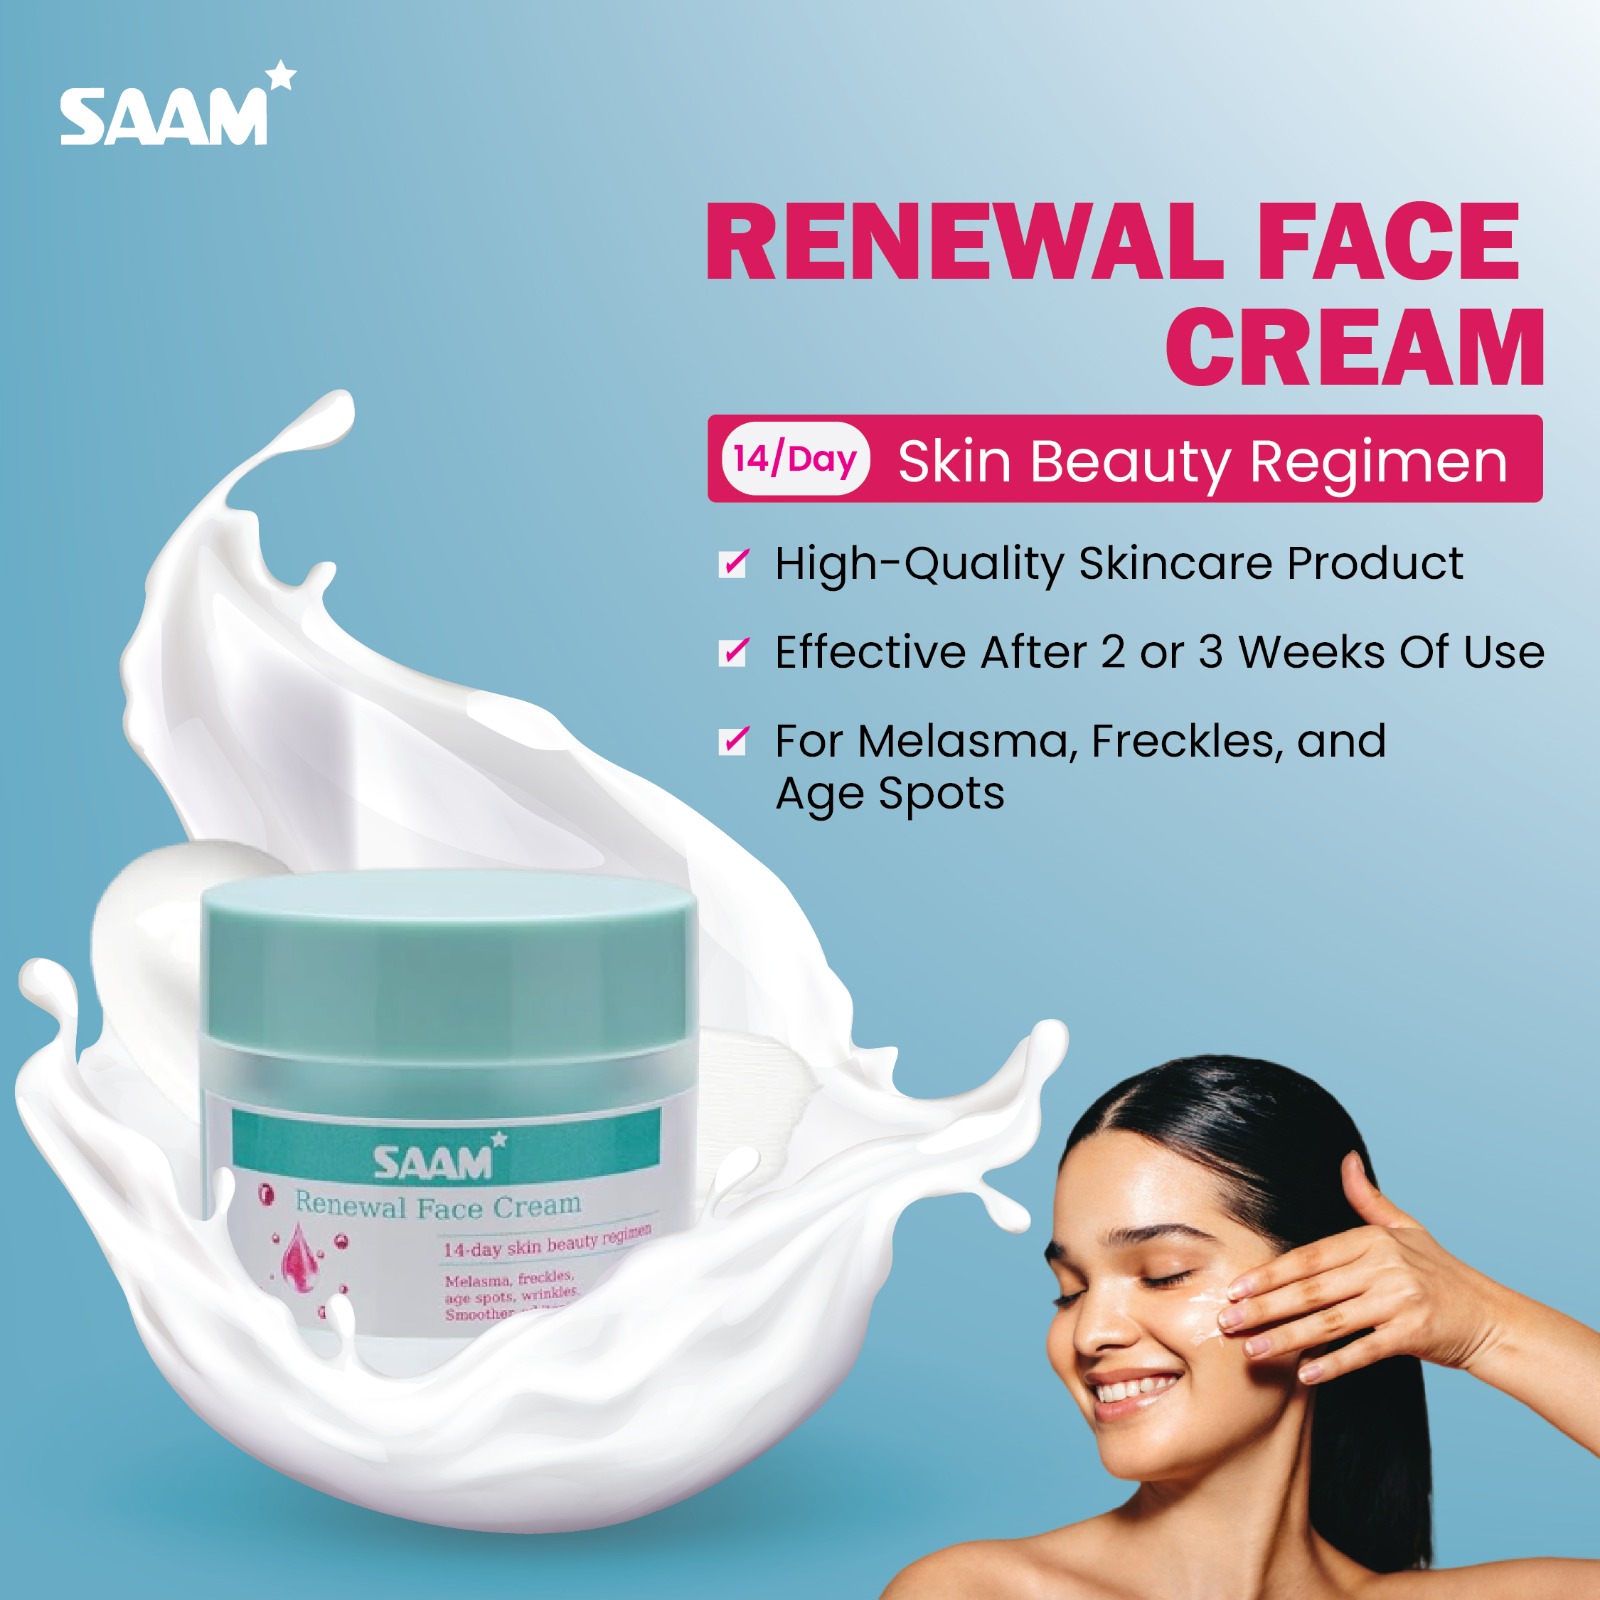 SAAM
RENEWAL FACE
CREAM
14/Day Skin Beauty Regimen
High-Quality Skincare Product
Effective After 2 or 3 Weeks Of Use
For Melasma, Freckles, and
Age Spots
SAAM
Renewal Face Cream
14-day skin beauty regimen
Melasma, freckles,
age spots, wrinkles.
Smoother